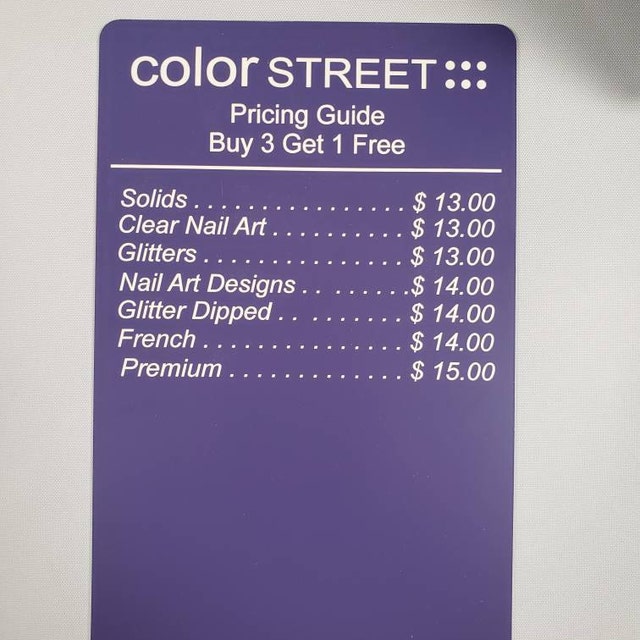 color STREET
Pricing Guide
Buy 3 Get 1 Free
Solids . . . . . . . . . . . . . . . . $ 13.00
Clear Nail Art . . . . . . . . . . $ 13.00
Glitters . . . . . . . . . . . . . . . $ 13.00
Nail Art Designs . . . . . . . .$ 14.00
Glitter Dipped . . . . . . . . . $ 14.00
French . . . . . . . . . . . . . . . $ 14.00
Premium . . . . . . . . . . . . . $ 15.00